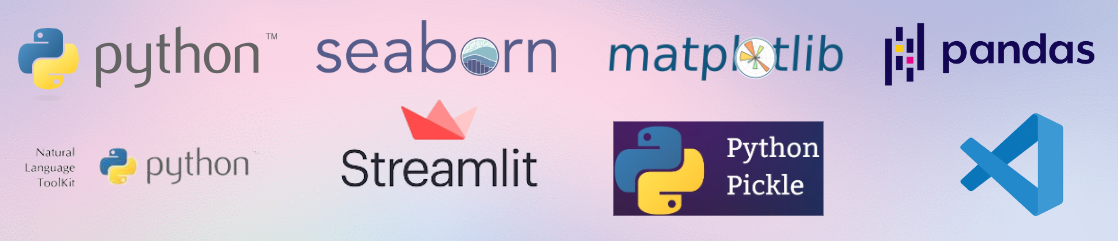 python™
seaborn
matplotlib
pandas
Natural
Language
ToolKit
python
Streamlit
Python
Pickle